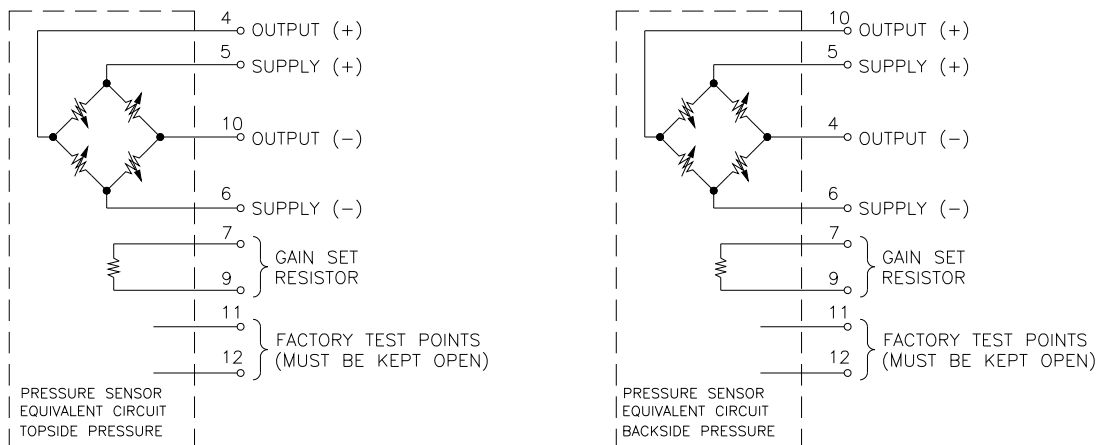 4
OUTPUT (+)
5
SUPPLY (+)
10
OUTPUT (-)
6
SUPPLY (-)
7
GAIN SET
RESISTOR
9
11
FACTORY TEST POINTS
(MUST BE KEPT OPEN)
12
PRESSURE SENSOR
EQUIVALENT CIRCUIT
TOPSIDE PRESSURE
10
OUTPUT (+)
5
SUPPLY (+)
4
OUTPUT (-)
6
SUPPLY (-)
7
GAIN SET
RESISTOR
9
11
FACTORY TEST POINTS
(MUST BE KEPT OPEN)
12
PRESSURE SENSOR
EQUIVALENT CIRCUIT
BACKSIDE PRESSURE